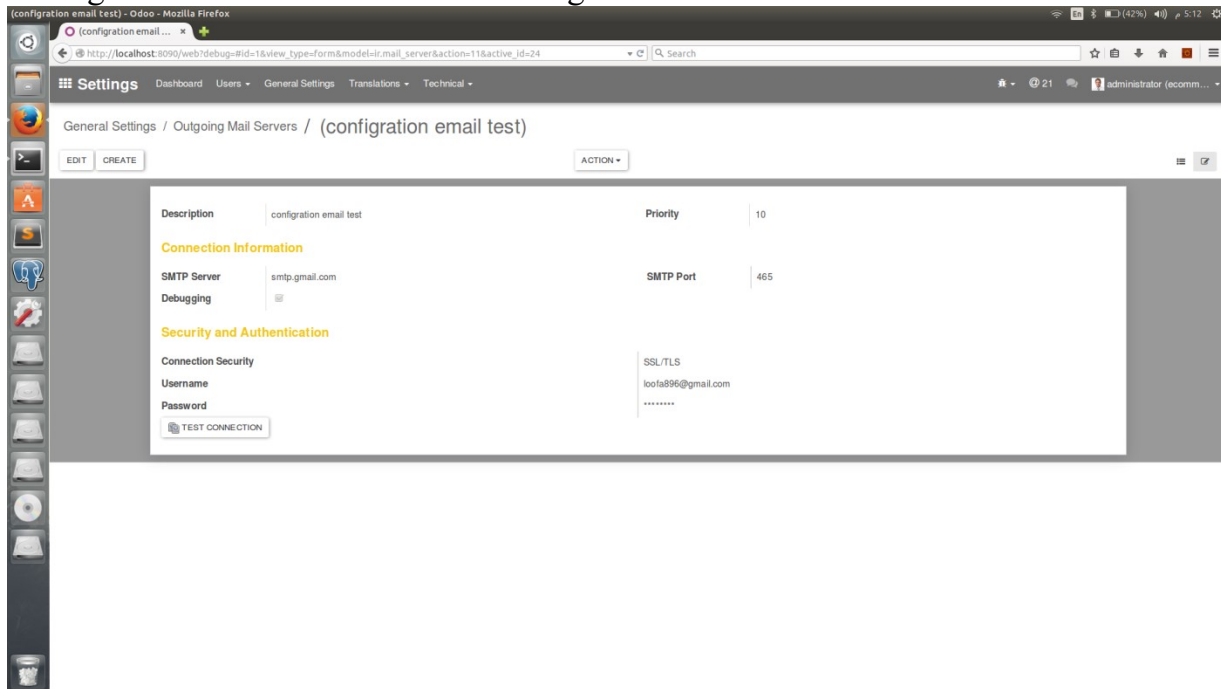 (configration email test) - Odoo - Mozilla Firefox
En (42%) 5:12 م
(configration email ... ×
http://localhost:8090/web?debug=#id=1&view_type=form&model=ir.mail_server&action=11&active_id=24 Search
Settings Dashboard Users General Settings Translations Technical @ 21 administrator (ecomm...
General Settings / Outgoing Mail Servers / (configration email test)
EDIT CREATE ACTION
Description configration email test Priority 10
Connection Information
SMTP Server smtp.gmail.com SMTP Port 465
Debugging
Security and Authentication
Connection Security SSL/TLS
Username loofa896@gmail.com
Password ********
TEST CONNECTION